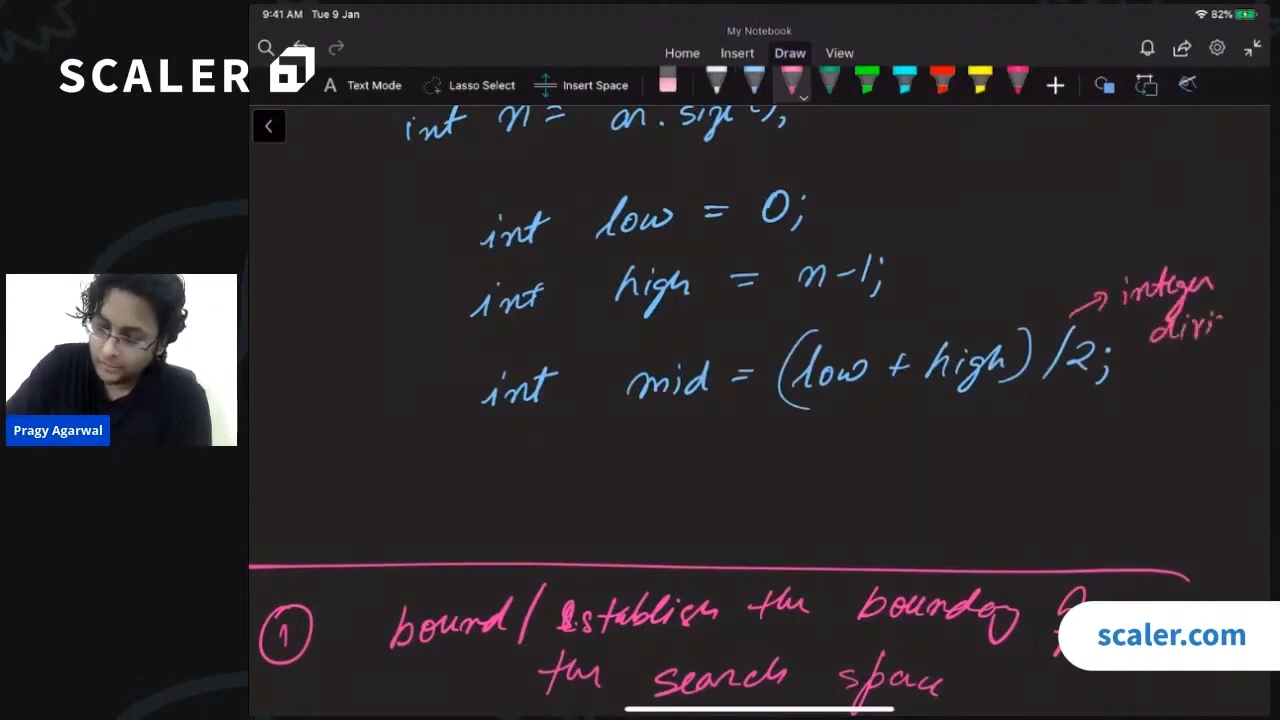 9:41 AM Tue 9 Jan
82%
My Notebook
SCALER
Home Insert Draw View
Text Mode Lasso Select Insert Space
int n =
int low = 0;
int high = n-1;
integer
divi
int mid = (low + high) /2;
Pragy Agarwal
1 bound/ Establish the boundary
the search space
scaler.com